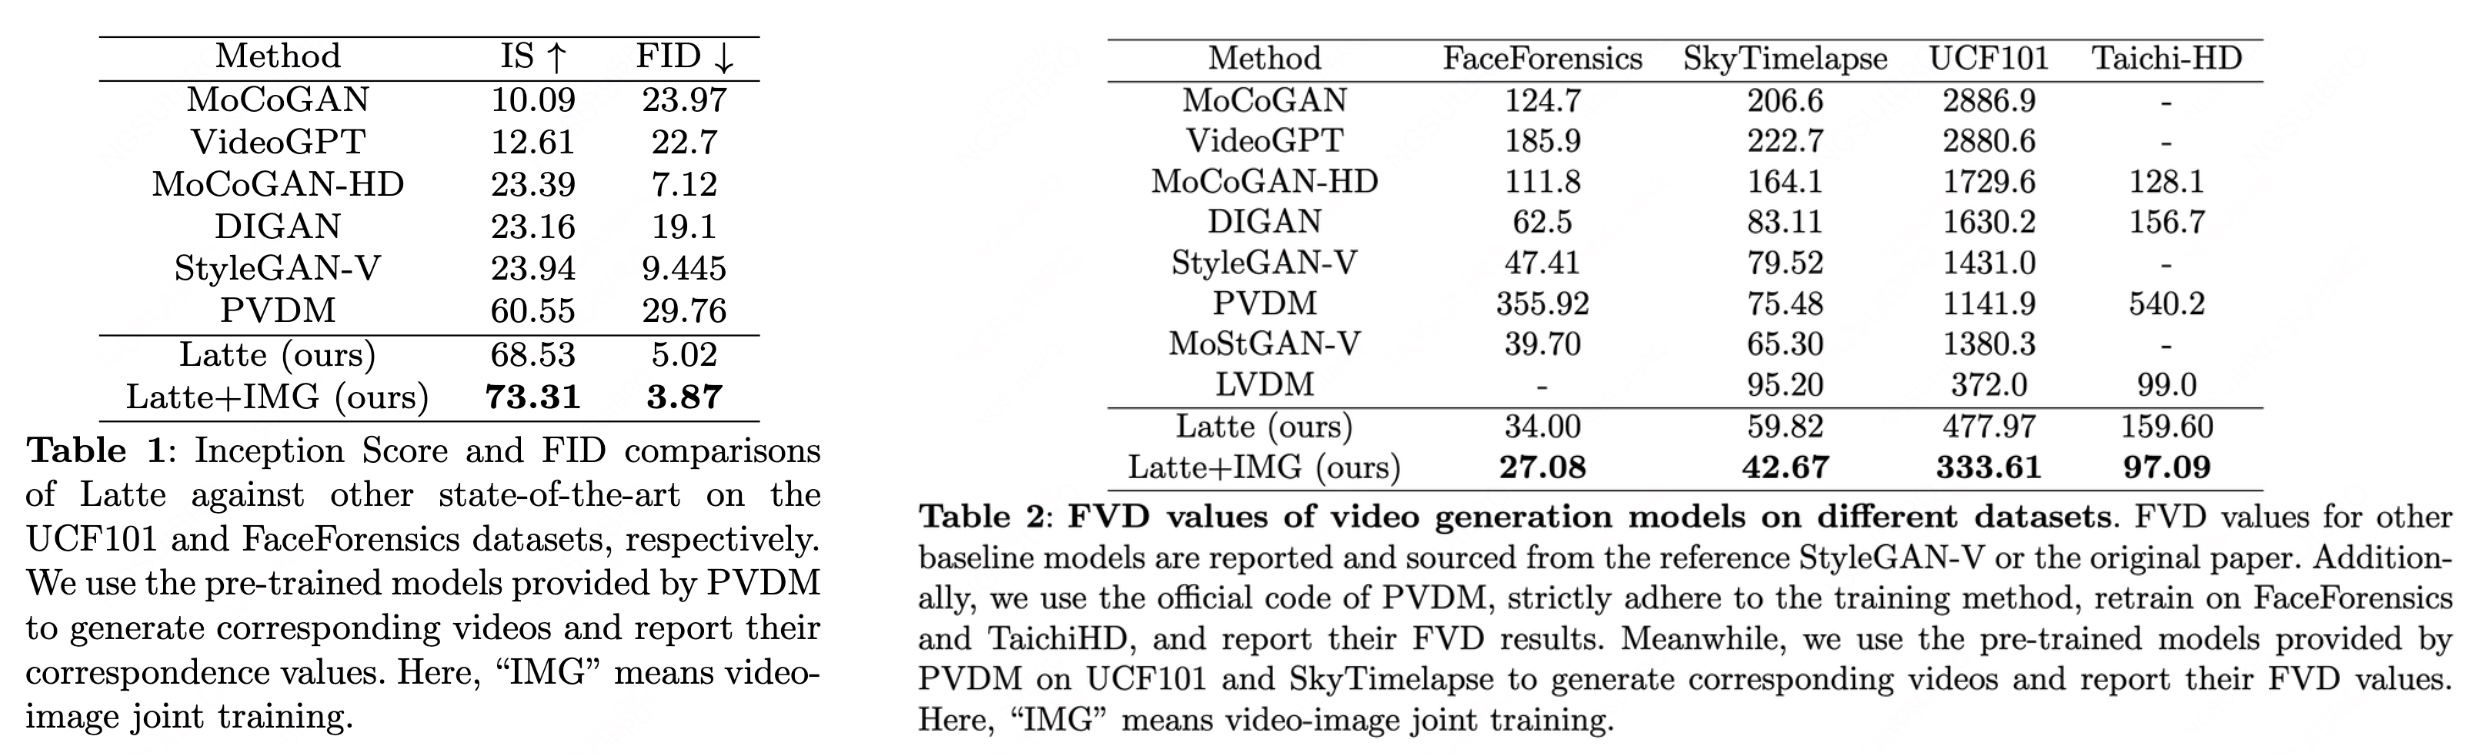 Method IS ↑ FID ↓
MoCoGAN 10.09 23.97
VideoGPT 12.61 22.7
MoCoGAN-HD 23.39 7.12
DIGAN 23.16 19.1
StyleGAN-V 23.94 9.445
PVDM 60.55 29.76
Latte (ours) 68.53 5.02
Latte+IMG (ours) 73.31 3.87
Table 1: Inception Score and FID comparisons
of Latte against other state-of-the-art on the
UCF101 and FaceForensics datasets, respectively.
We use the pre-trained models provided by PVDM
to generate corresponding videos and report their
correspondence values. Here, “IMG” means video-
image joint training.
Method FaceForensics SkyTimelapse UCF101 Taichi-HD
MoCoGAN 124.7 206.6 2886.9 -
VideoGPT 185.9 222.7 2880.6 -
MoCoGAN-HD 111.8 164.1 1729.6 128.1
DIGAN 62.5 83.11 1630.2 156.7
StyleGAN-V 47.41 79.52 1431.0 -
PVDM 355.92 75.48 1141.9 540.2
MoStGAN-V 39.70 65.30 1380.3 -
LVDM - 95.20 372.0 99.0
Latte (ours) 34.00 59.82 477.97 159.60
Latte+IMG (ours) 27.08 42.67 333.61 97.09
Table 2: FVD values of video generation models on different datasets. FVD values for other
baseline models are reported and sourced from the reference StyleGAN-V or the original paper. Addition-
ally, we use the official code of PVDM, strictly adhere to the training method, retrain on FaceForensics
and TaichiHD, and report their FVD results. Meanwhile, we use the pre-trained models provided by
PVDM on UCF101 and SkyTimelapse to generate corresponding videos and report their FVD values.
Here, “IMG” means video-image joint training.